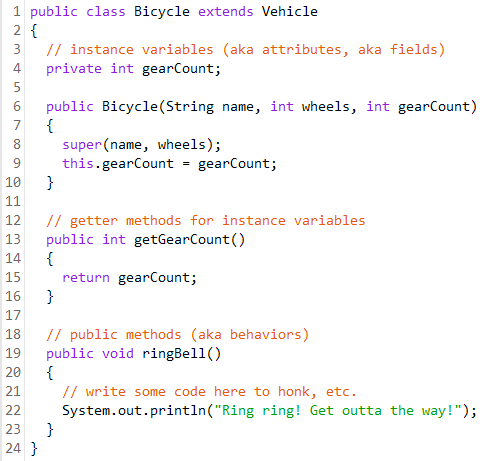 1 public class Bicycle extends Vehicle
2 {
3   // instance variables (aka attributes, aka fields)
4   private int gearCount;
5
6   public Bicycle(String name, int wheels, int gearCount)
7   {
8     super(name, wheels);
9     this.gearCount = gearCount;
10   }
11
12   // getter methods for instance variables
13   public int getGearCount()
14   {
15     return gearCount;
16   }
17
18   // public methods (aka behaviors)
19   public void ringBell()
20   {
21     // write some code here to honk, etc.
22     System.out.println("Ring ring! Get outta the way!");
23   }
24 }